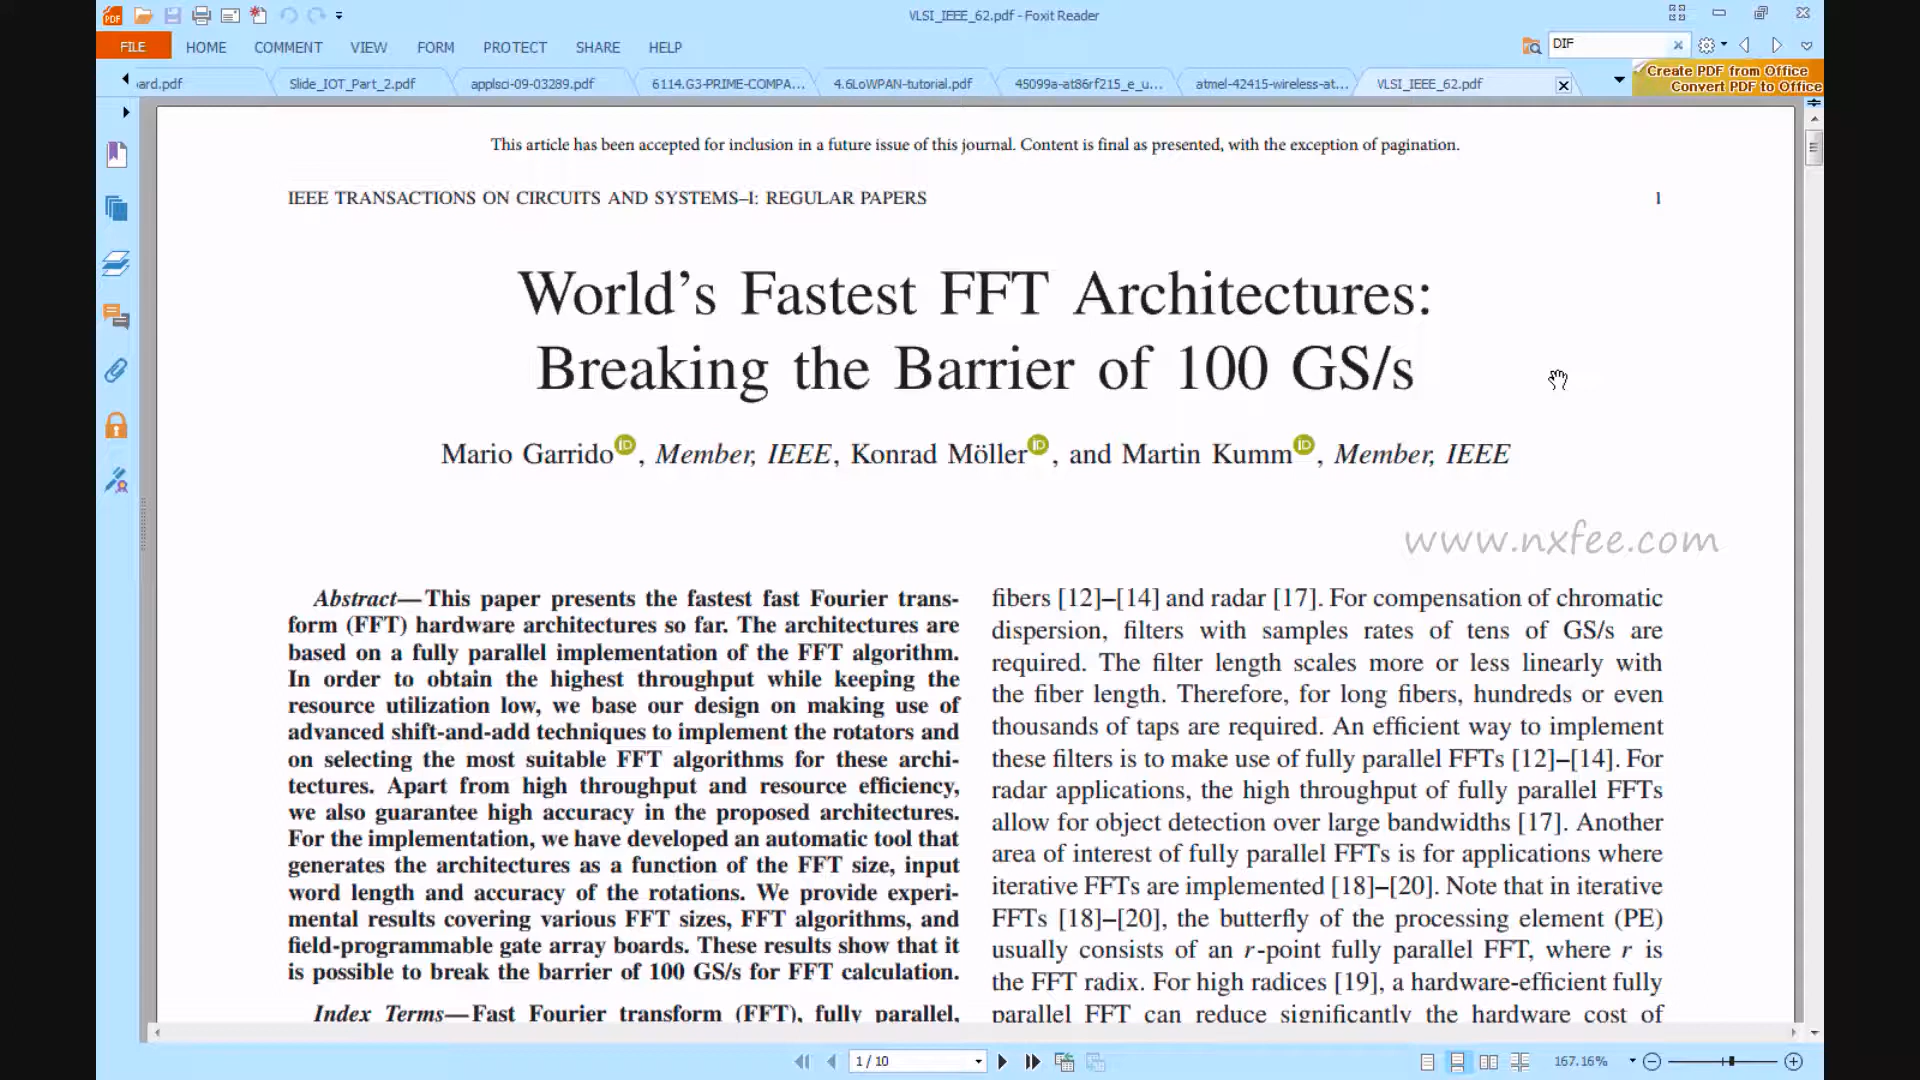 VLSI_IEEE_62.pdf - Foxit Reader
FILE HOME COMMENT VIEW FORM PROTECT SHARE HELP
DIF
ard.pdf Slide_IOT_Part_2.pdf applsci-09-03289.pdf 6114.G3-PRIME-COMPA... 4.6LoWPAN-tutorial.pdf 45099a-at86rf215_e_u... atmel-42415-wireless-at... VLSI_IEEE_62.pdf
Create PDF from Office
Convert PDF to Office
This article has been accepted for inclusion in a future issue of this journal. Content is final as presented, with the exception of pagination.
IEEE TRANSACTIONS ON CIRCUITS AND SYSTEMS–I: REGULAR PAPERS 1
World's Fastest FFT Architectures:
Breaking the Barrier of 100 GS/s
Mario Garrido, Member, IEEE, Konrad Möller, and Martin Kumm, Member, IEEE
www.nxfee.com
Abstract—This paper presents the fastest fast Fourier trans-
form (FFT) hardware architectures so far. The architectures are
based on a fully parallel implementation of the FFT algorithm.
In order to obtain the highest throughput while keeping the
resource utilization low, we base our design on making use of
advanced shift-and-add techniques to implement the rotators and
on selecting the most suitable FFT algorithms for these archi-
tectures. Apart from high throughput and resource efficiency,
we also guarantee high accuracy in the proposed architectures.
For the implementation, we have developed an automatic tool that
generates the architectures as a function of the FFT size, input
word length and accuracy of the rotations. We provide experi-
mental results covering various FFT sizes, FFT algorithms, and
field-programmable gate array boards. These results show that it
is possible to break the barrier of 100 GS/s for FFT calculation.
Index Terms—Fast Fourier transform (FFT), fully parallel,
fibers [12]–[14] and radar [17]. For compensation of chromatic
dispersion, filters with samples rates of tens of GS/s are
required. The filter length scales more or less linearly with
the fiber length. Therefore, for long fibers, hundreds or even
thousands of taps are required. An efficient way to implement
these filters is to make use of fully parallel FFTs [12]–[14]. For
radar applications, the high throughput of fully parallel FFTs
allow for object detection over large bandwidths [17]. Another
area of interest of fully parallel FFTs is for applications where
iterative FFTs are implemented [18]–[20]. Note that in iterative
FFTs [18]–[20], the butterfly of the processing element (PE)
usually consists of an r-point fully parallel FFT, where r is
the FFT radix. For high radices [19], a hardware-efficient fully
parallel FFT can reduce significantly the hardware cost of
1 / 10
167.16%